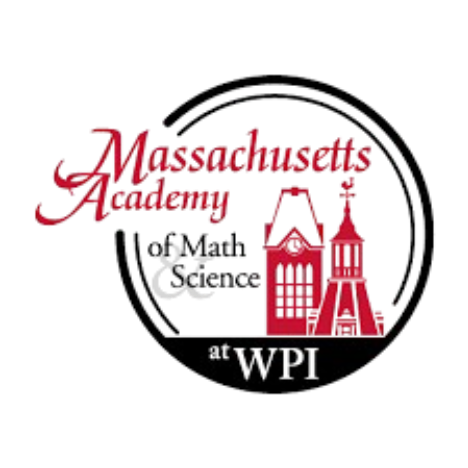 Massachusetts
Academy
of Math
&
Science
at WPI